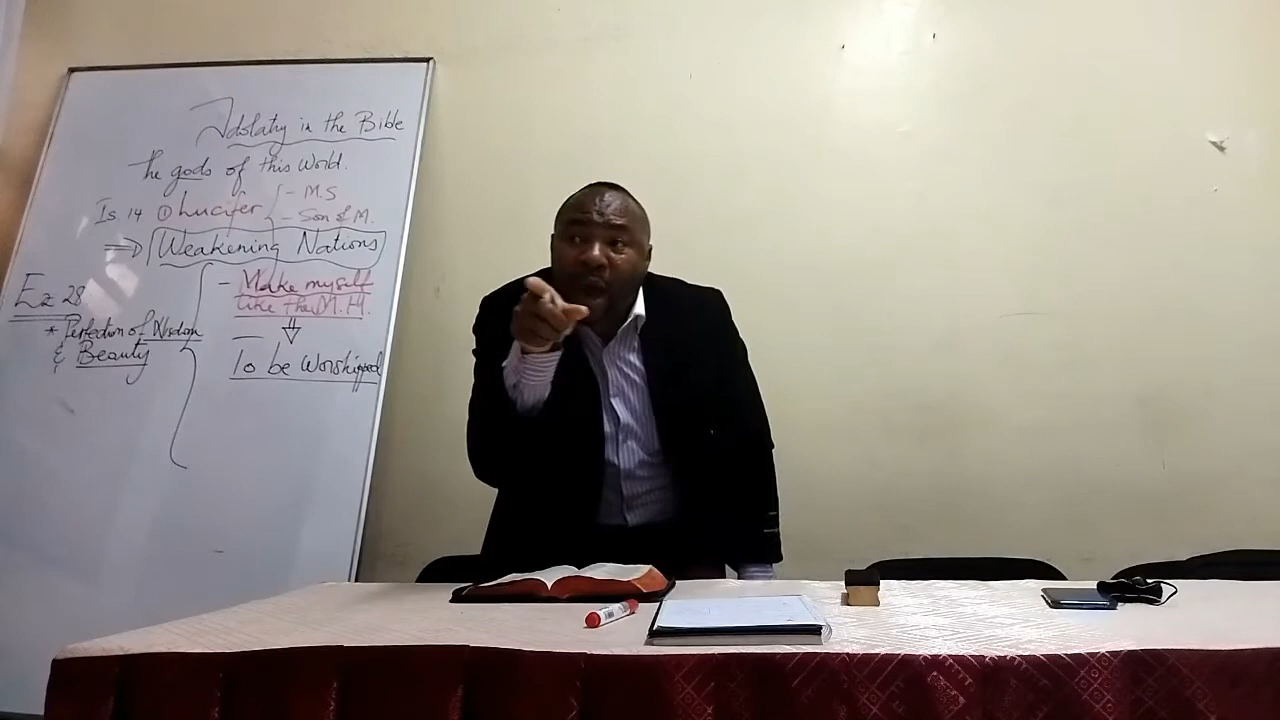 Idolatry in the Bible
The gods of this World.
Is. 14 ① Lucifer - M.S
- Son of M.
⇒ Weakening Nations
Ez 28
- Make myself
like the M.H.
* Perfection of Wisdom
& Beauty
To be Worshipped